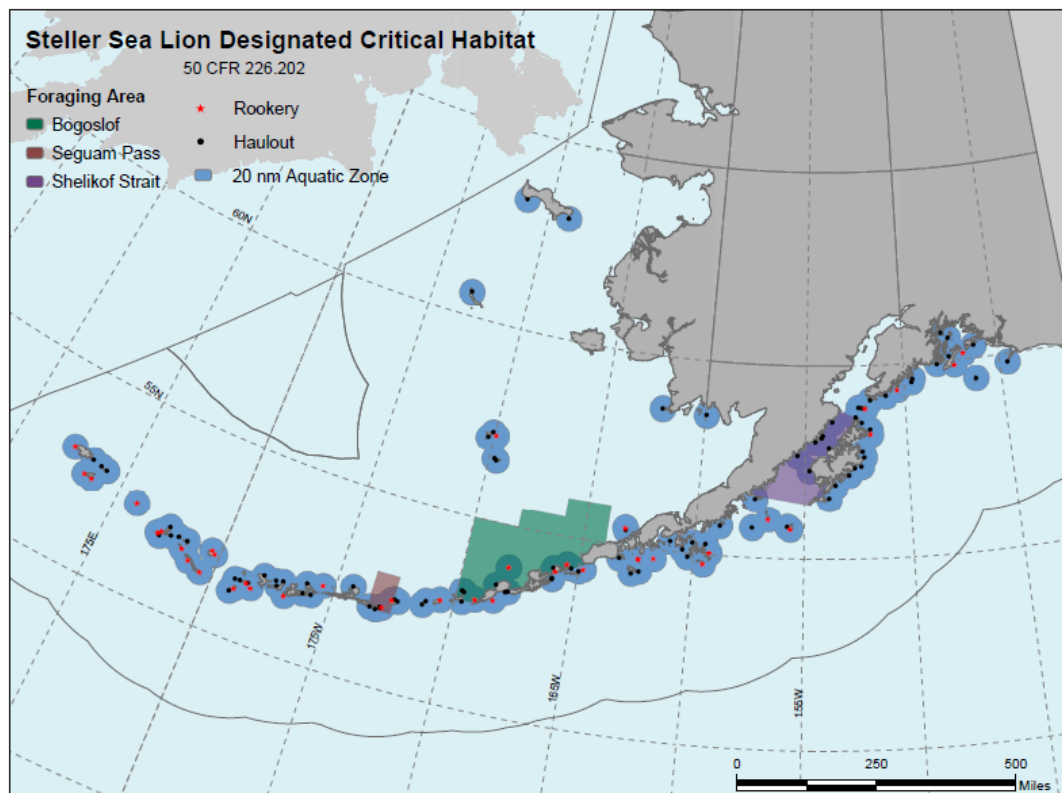 Steller Sea Lion Designated Critical Habitat
50 CFR 226.202
Foraging Area
Bogoslof
Seguam Pass
Shelikof Strait
Rookery
Haulout
20 nm Aquatic Zone
60N
55N
175E
175W
165W
155W
0 250 500
Miles